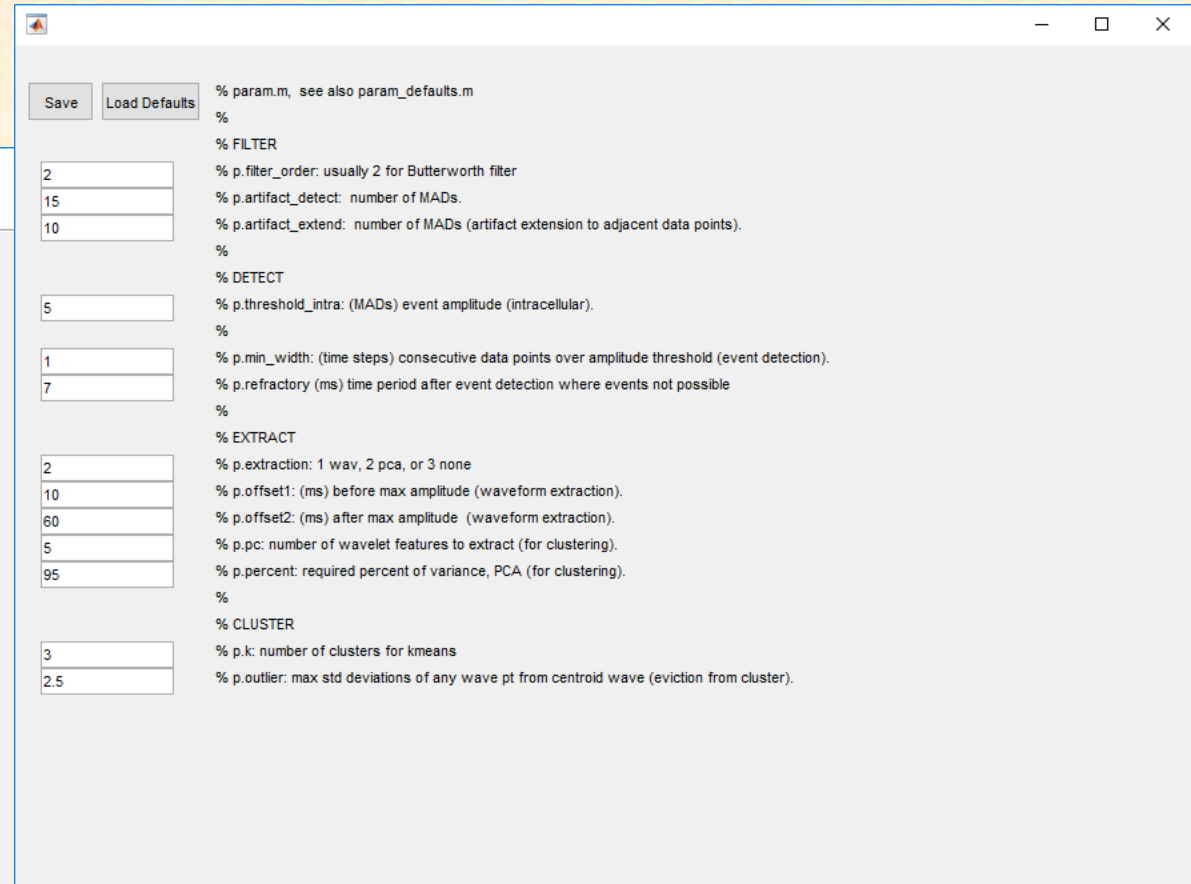 Save Load Defaults % param.m,  see also param_defaults.m
%
% FILTER
2 % p.filter_order: usually 2 for Butterworth filter
15 % p.artifact_detect:  number of MADs.
10 % p.artifact_extend:  number of MADs (artifact extension to adjacent data points).
%
% DETECT
5 % p.threshold_intra: (MADs) event amplitude (intracellular).
%
1 % p.min_width: (time steps) consecutive data points over amplitude threshold (event detection).
7 % p.refractory (ms) time period after event detection where events not possible
%
% EXTRACT
2 % p.extraction: 1 wav, 2 pca, or 3 none
10 % p.offset1: (ms) before max amplitude (waveform extraction).
60 % p.offset2: (ms) after max amplitude  (waveform extraction).
5 % p.pc: number of wavelet features to extract (for clustering).
95 % p.percent: required percent of variance, PCA (for clustering).
%
% CLUSTER
3 % p.k: number of clusters for kmeans
2.5 % p.outlier: max std deviations of any wave pt from centroid wave (eviction from cluster).